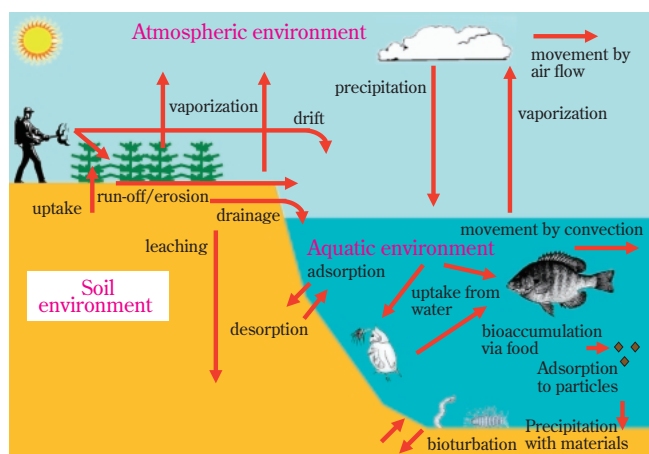 Atmospheric environment
movement by
air flow
precipitation
vaporization
vaporization
drift
uptake
run-off/erosion
drainage
leaching
Soil
environment
Aquatic environment
movement by convection
adsorption
uptake from
water
desorption
bioaccumulation
via food
Adsorption
to particles
bioturbation
Precipitation
with materials